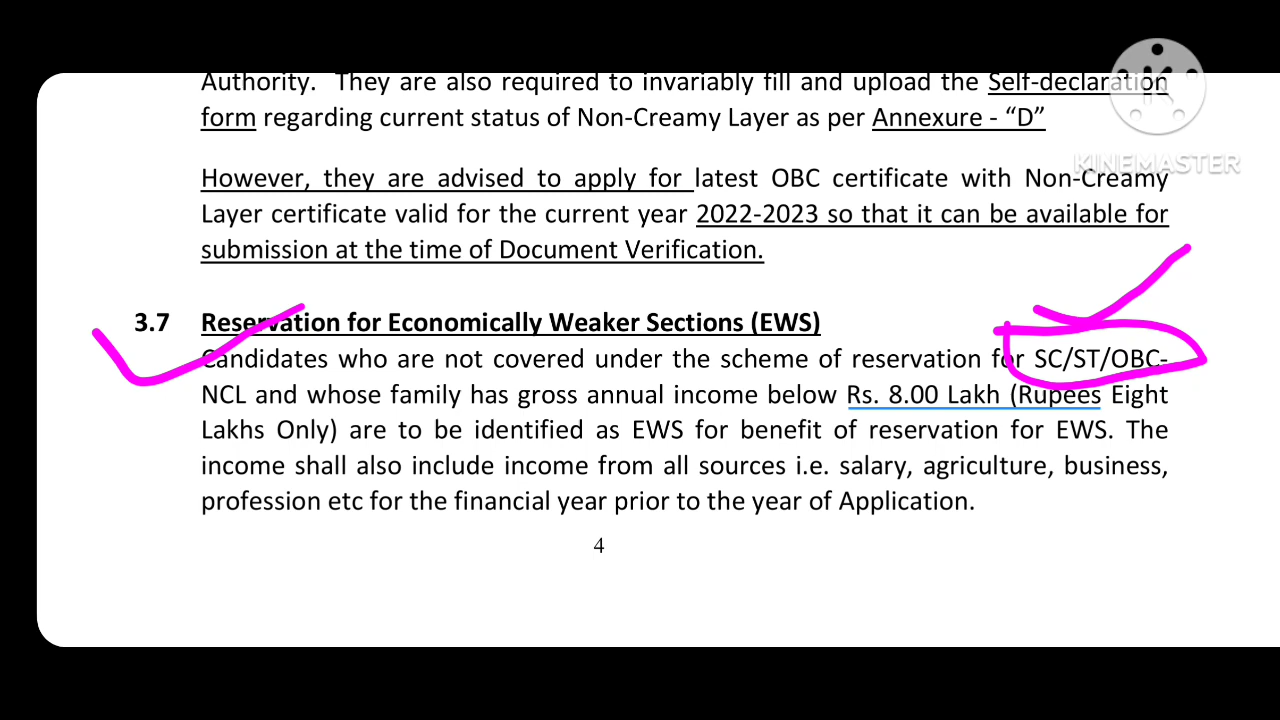 Authority. They are also required to invariably fill and upload the Self-declaration
form regarding current status of Non-Creamy Layer as per Annexure - “D”
However, they are advised to apply for latest OBC certificate with Non-Creamy
Layer certificate valid for the current year 2022-2023 so that it can be available for
submission at the time of Document Verification.
3.7 Reservation for Economically Weaker Sections (EWS)
Candidates who are not covered under the scheme of reservation for SC/ST/OBC-
NCL and whose family has gross annual income below Rs. 8.00 Lakh (Rupees Eight
Lakhs Only) are to be identified as EWS for benefit of reservation for EWS. The
income shall also include income from all sources i.e. salary, agriculture, business,
profession etc for the financial year prior to the year of Application.
4
KINEMASTER